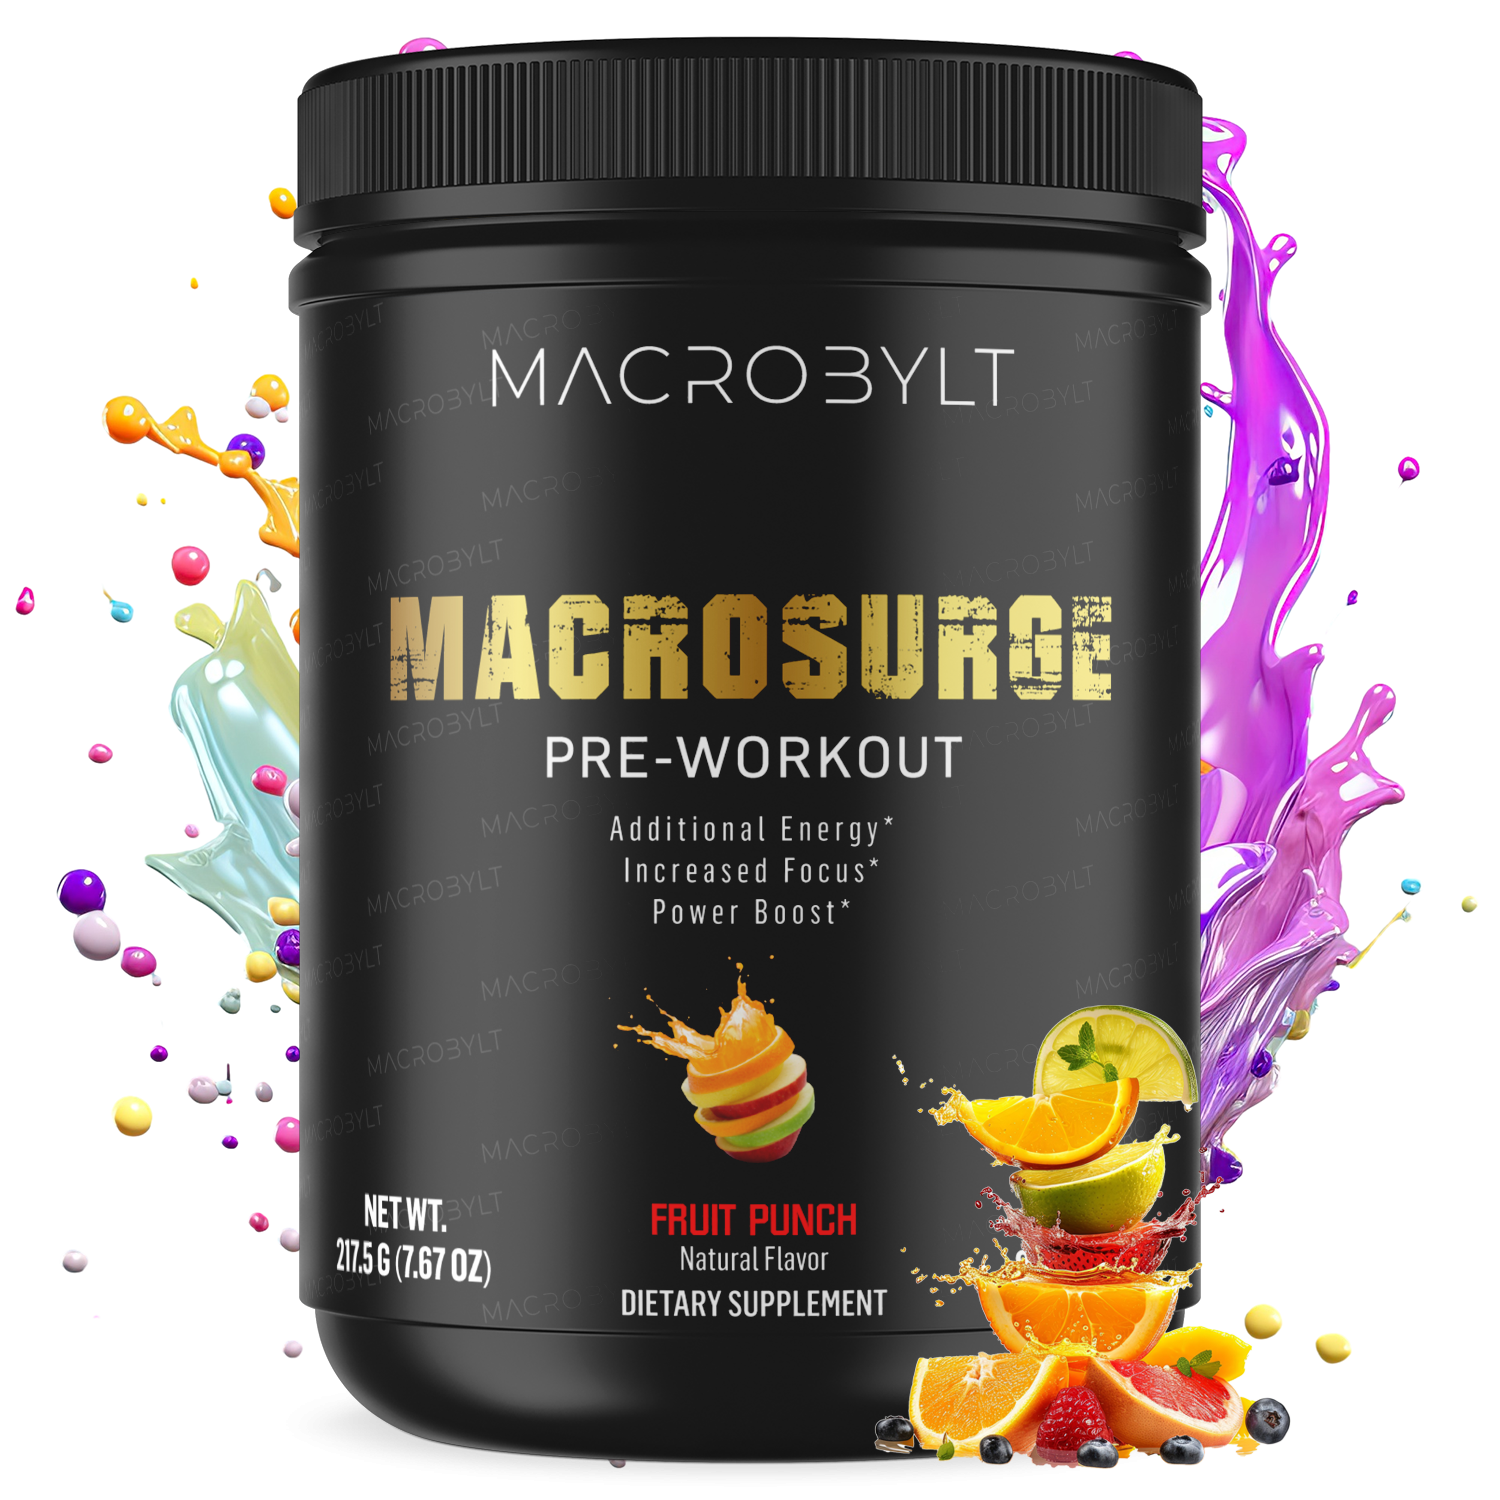 MACROBYLT
MACROSURGE
PRE-WORKOUT
Additional Energy*
Increased Focus*
Power Boost*
NET WT.
217.5 G (7.67 OZ)
FRUIT PUNCH
Natural Flavor
DIETARY SUPPLEMENT